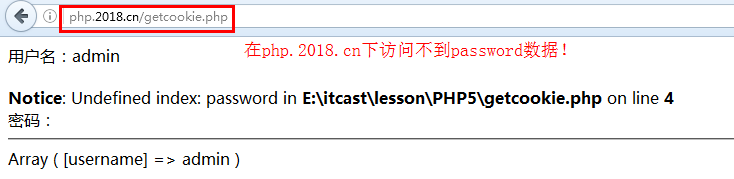 php.2018.cn/getcookie.php
用户名：admin
在php.2018.cn下访问不到password数据！
Notice: Undefined index: password in E:\itcast\lesson\PHP5\getcookie.php on line 4
密码：
Array ( [username] => admin )